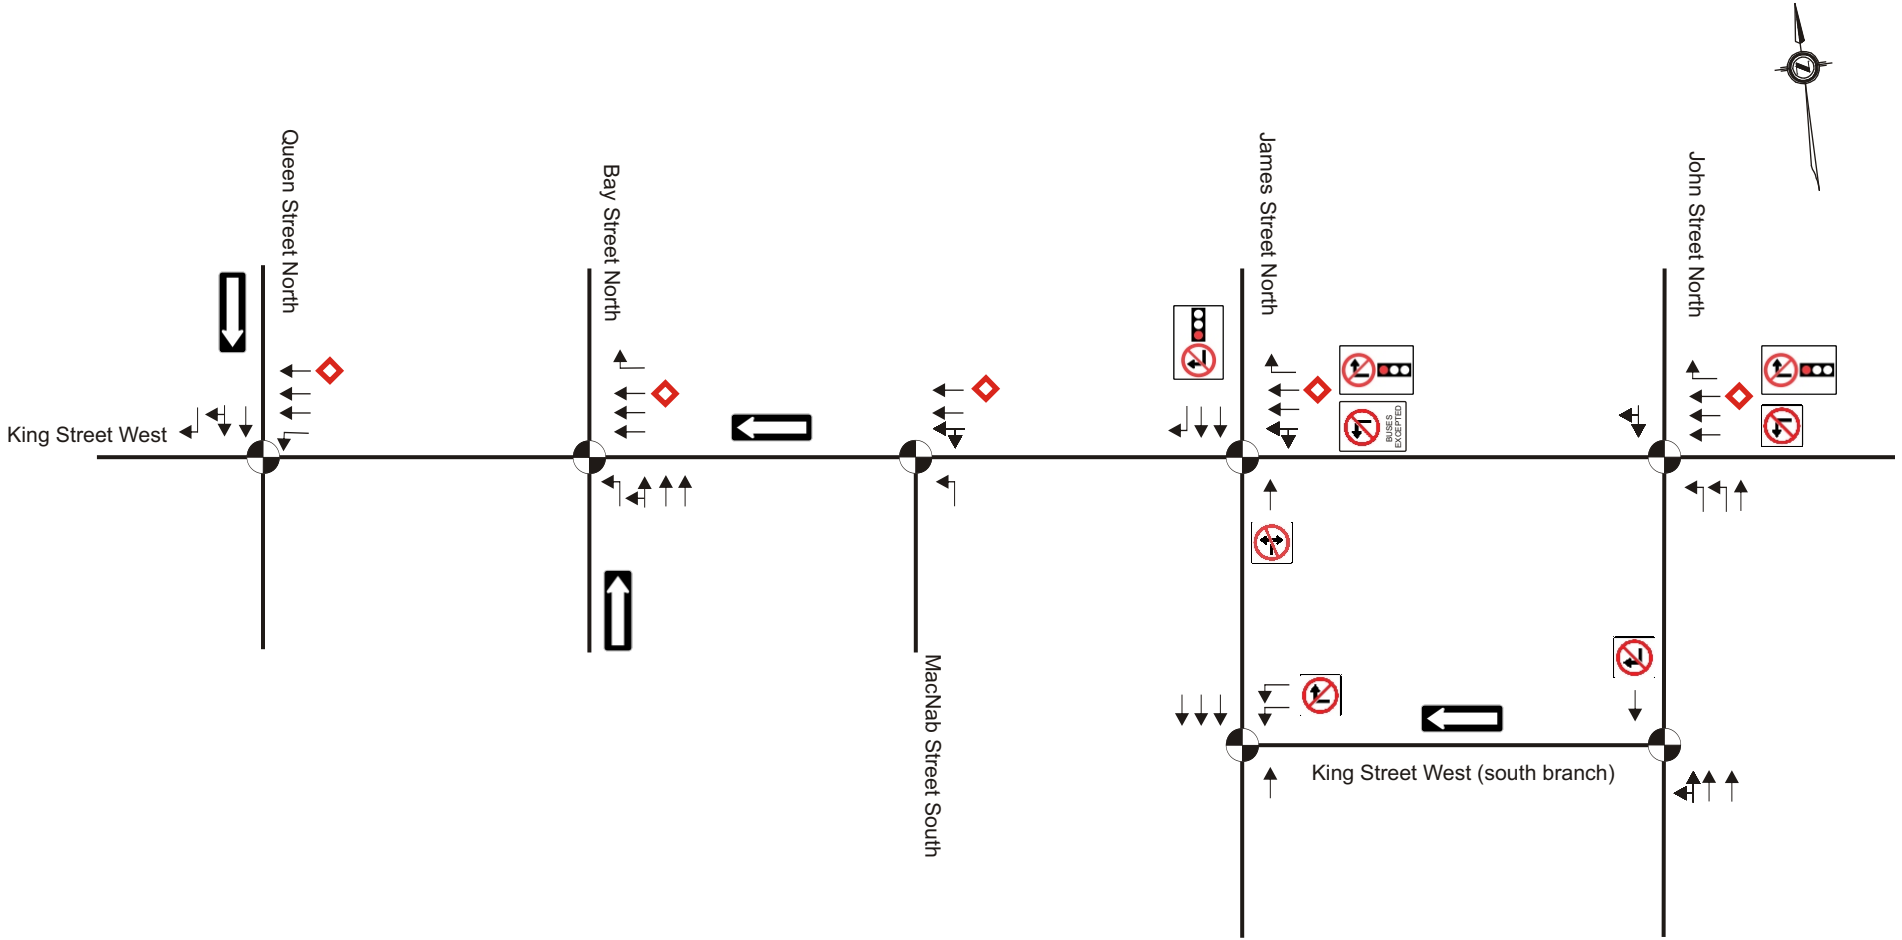 Queen Street North
Bay Street North
James Street North
John Street North
BUSES
EXCEPTED
King Street West
MacNab Street South
King Street West (south branch)